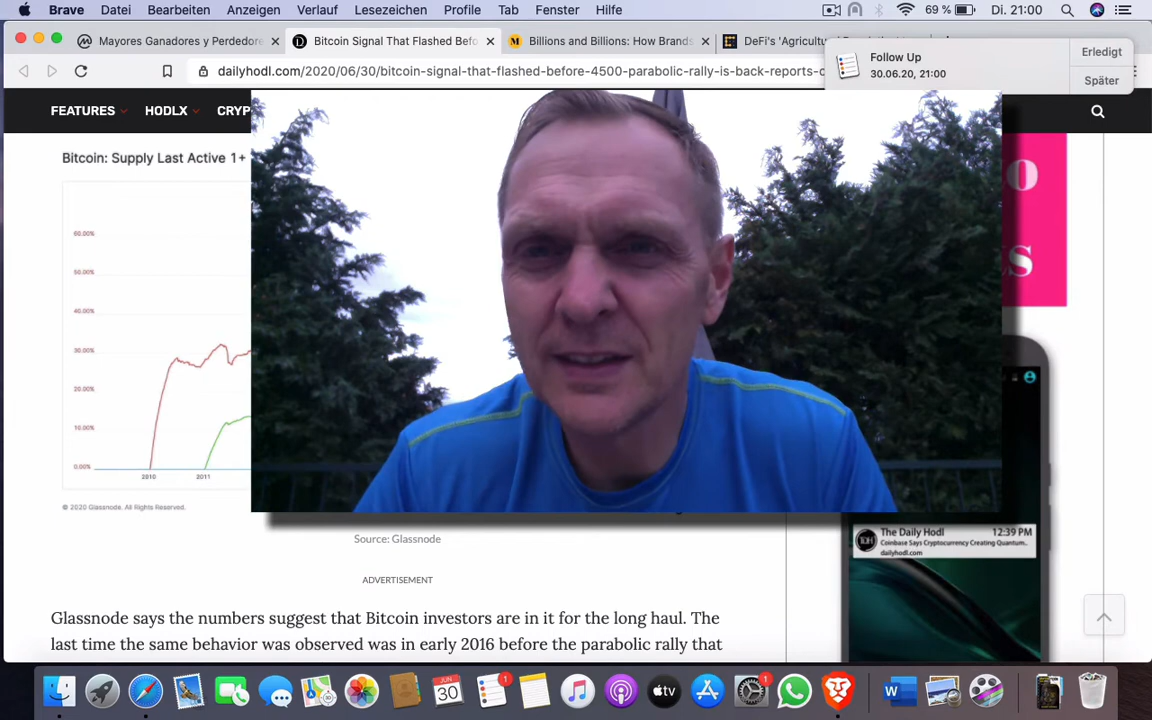 Brave Datei Bearbeiten Anzeigen Verlauf Lesezeichen Profile Tab Fenster Hilfe 69 % Di. 21:00
Mayores Ganadores y Perdedore
Bitcoin Signal That Flashed Befo
Billions and Billions: How Brands
DeFi's 'Agricultu
Follow Up
30.06.20, 21:00
Erledigt
Später
dailyhodl.com/2020/06/30/bitcoin-signal-that-flashed-before-4500-parabolic-rally-is-back-reports-c
FEATURES HODLX CRYP
Bitcoin: Supply Last Active 1+
60.00%
50.00%
40.00%
30.00%
20.00%
10.00%
0.00%
2010 2011
© 2020 Glassnode. All Rights Reserved.
Source: Glassnode
ADVERTISEMENT
Glassnode says the numbers suggest that Bitcoin investors are in it for the long haul. The
last time the same behavior was observed was in early 2016 before the parabolic rally that
The Daily Hodl 12:39 PM
Coinbase Says Cryptocurrency Creating Quantum...
dailyhodl.com
JUN
30
1
tv
1
W